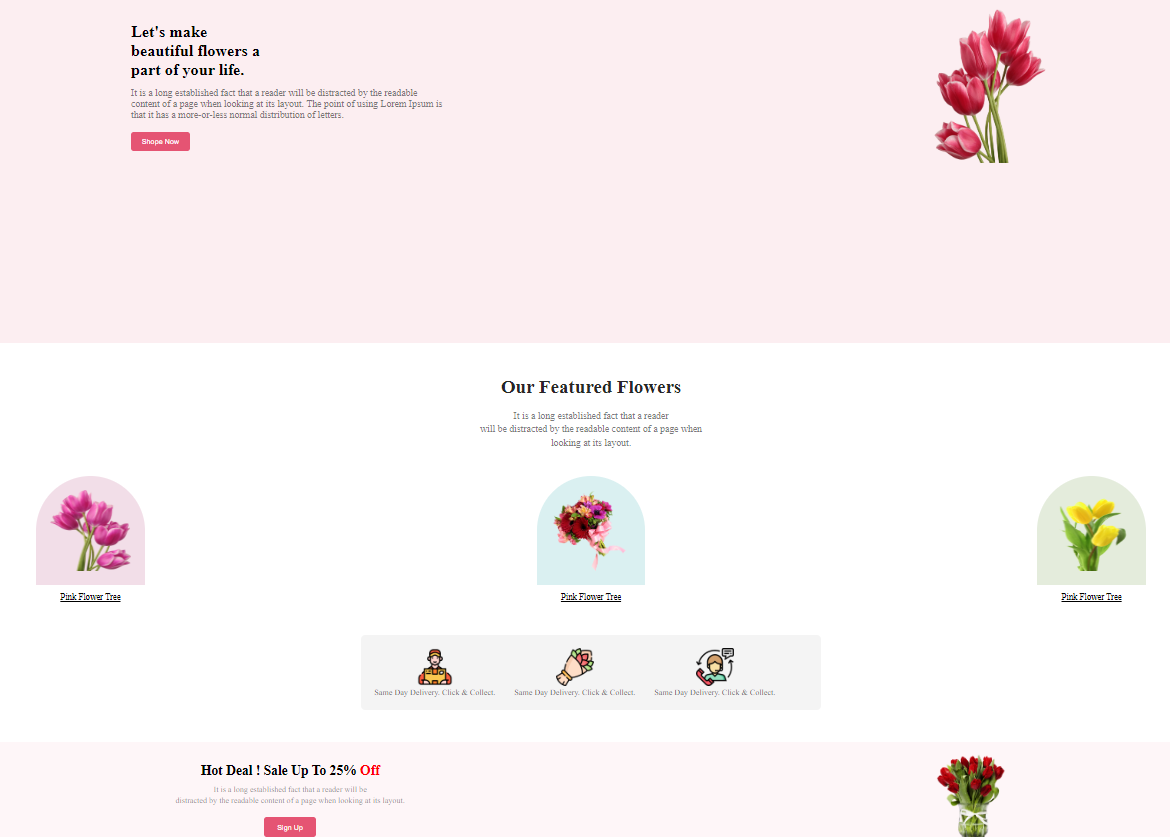 Let's make
beautiful flowers a
part of your life.
It is a long established fact that a reader will be distracted by the readable
content of a page when looking at its layout. The point of using Lorem Ipsum is
that it has a more-or-less normal distribution of letters.
Shope Now
Our Featured Flowers
It is a long established fact that a reader
will be distracted by the readable content of a page when
looking at its layout.
Pink Flower Tree
Pink Flower Tree
Pink Flower Tree
Same Day Delivery. Click & Collect.
Same Day Delivery. Click & Collect.
Same Day Delivery. Click & Collect.
Hot Deal ! Sale Up To 25% Off
It is a long established fact that a reader will be
distracted by the readable content of a page when looking at its layout.
Sign Up